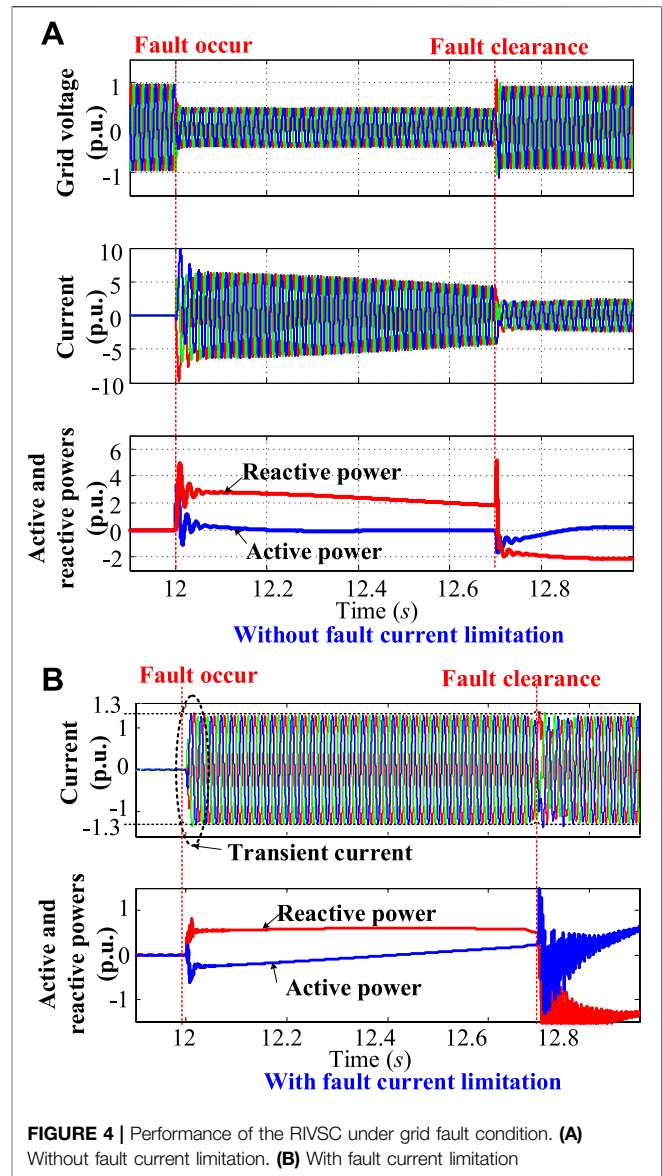 A
Fault occur
Fault clearance
Grid voltage
(p.u.)
1
0
-1
Current
(p.u.)
10
5
0
-5
-10
Active and
reactive powers
(p.u.)
6
4
2
0
-2
Reactive power
Active power
12 12.2 12.4 12.6 12.8
Time (s)
Without fault current limitation
B
Fault occur
Fault clearance
Current
(p.u.)
1.3
1
0
-1
-1.3
Transient current
Active and
reactive powers
(p.u.)
1
0
-1
Reactive power
Active power
12 12.2 12.4 12.6 12.8
Time (s)
With fault current limitation
FIGURE 4 | Performance of the RIVSC under grid fault condition. (A)
Without fault current limitation. (B) With fault current limitation